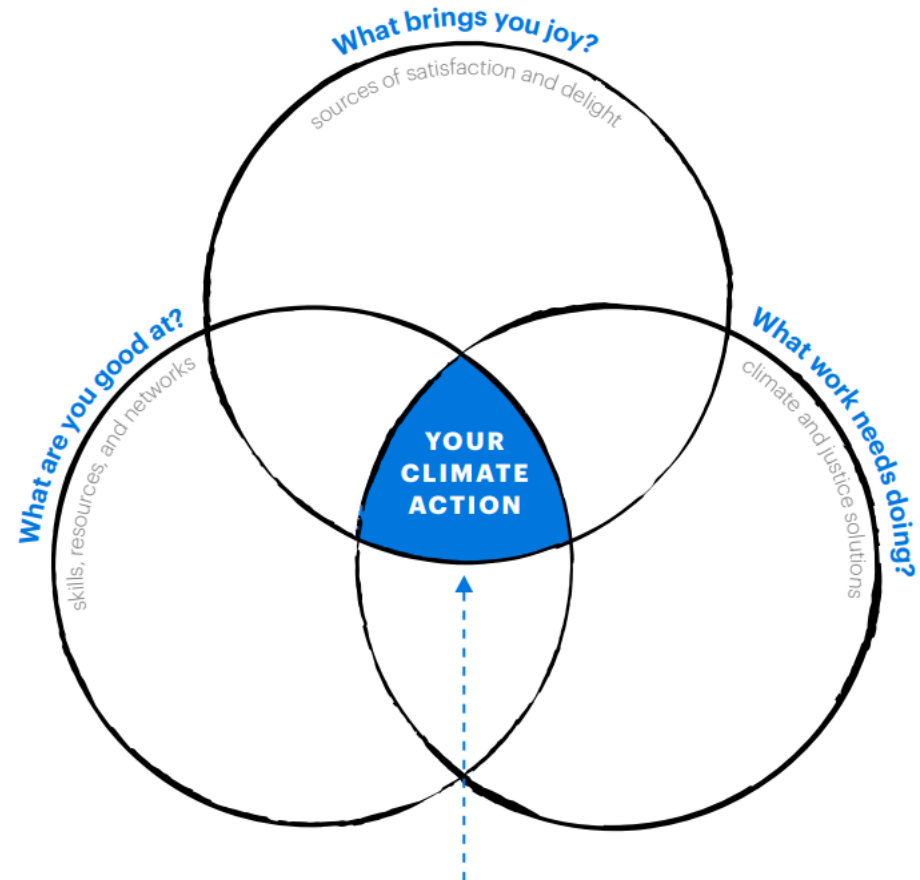 What brings you joy?
sources of satisfaction and delight
What are you good at?
skills, resources, and networks
What work needs doing?
climate and justice solutions
YOUR
CLIMATE
ACTION